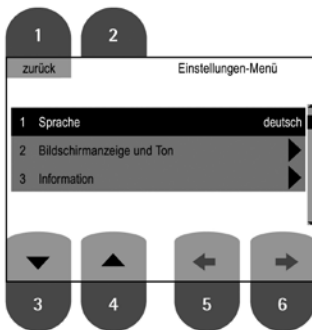 1 2
zurück Einstellungen-Menü
1 Sprache deutsch
2 Bildschirmanzeige und Ton
3 Information
3 4 5 6